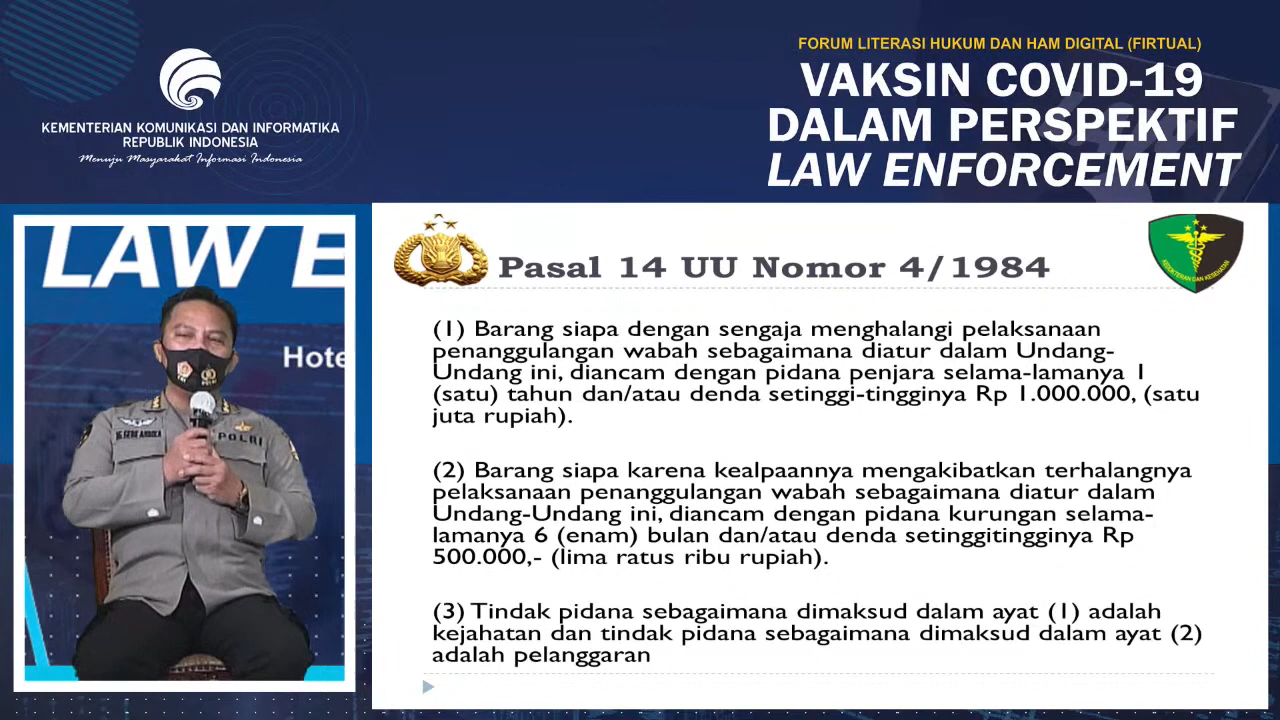 KEMENTERIAN KOMUNIKASI DAN INFORMATIKA
REPUBLIK INDONESIA
Menuju Masyarakat Informasi Indonesia
FORUM LITERASI HUKUM DAN HAM DIGITAL (FIRTUAL)
VAKSIN COVID-19
DALAM PERSPEKTIF
LAW ENFORCEMENT
LAW E
Hote
POLRI
Pasal 14 UU Nomor 4/1984
KEDOKTERAN DAN KESEHATAN
(1) Barang siapa dengan sengaja menghalangi pelaksanaan
penanggulangan wabah sebagaimana diatur dalam Undang-
Undang ini, diancam dengan pidana penjara selama-lamanya 1
(satu) tahun dan/atau denda setinggi-tingginya Rp 1.000.000, (satu
juta rupiah).
(2) Barang siapa karena kealpaannya mengakibatkan terhalangnya
pelaksanaan penanggulangan wabah sebagaimana diatur dalam
Undang-Undang ini, diancam dengan pidana kurungan selama-
lamanya 6 (enam) bulan dan/atau denda setinggitingginya Rp
500.000,- (lima ratus ribu rupiah).
(3) Tindak pidana sebagaimana dimaksud dalam ayat (1) adalah
kejahatan dan tindak pidana sebagaimana dimaksud dalam ayat (2)
adalah pelanggaran